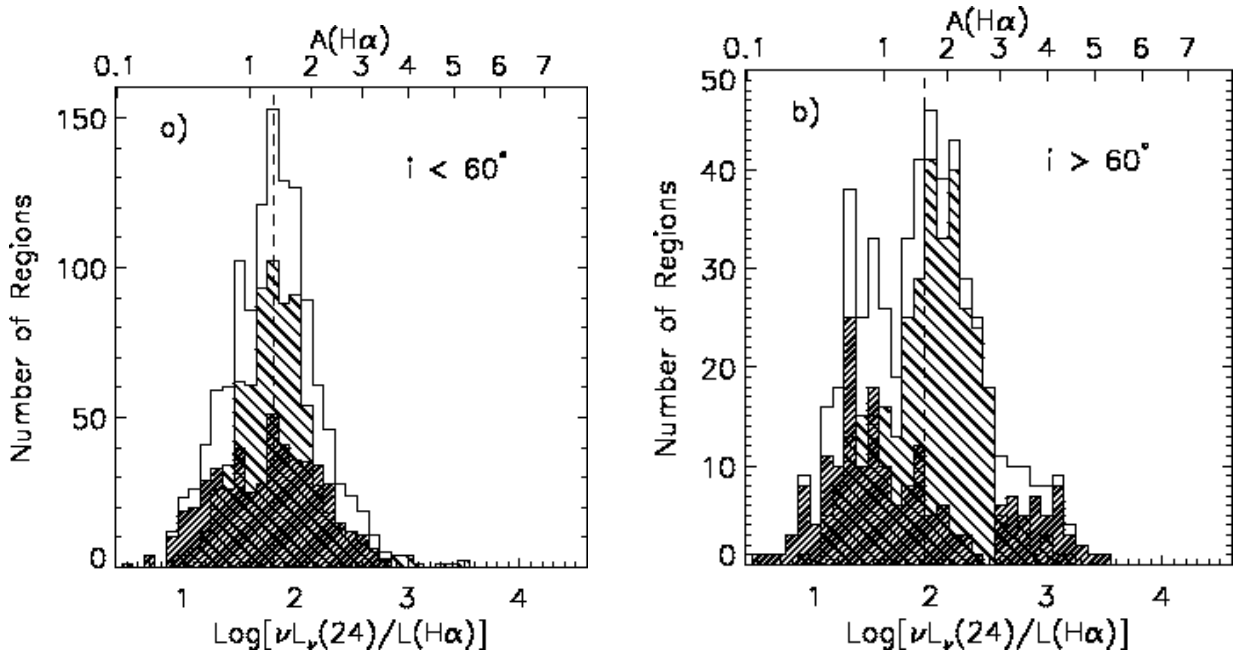 A(Hα)
0.1 1 2 3 4 5 6 7
a)
i < 60°
150
100
50
0
Number of Regions
1 2 3 4
Log[νLν(24)/L(Hα)]
A(Hα)
0.1 1 2 3 4 5 6 7
b)
i > 60°
50
40
30
20
10
0
Number of Regions
1 2 3 4
Log[νLν(24)/L(Hα)]